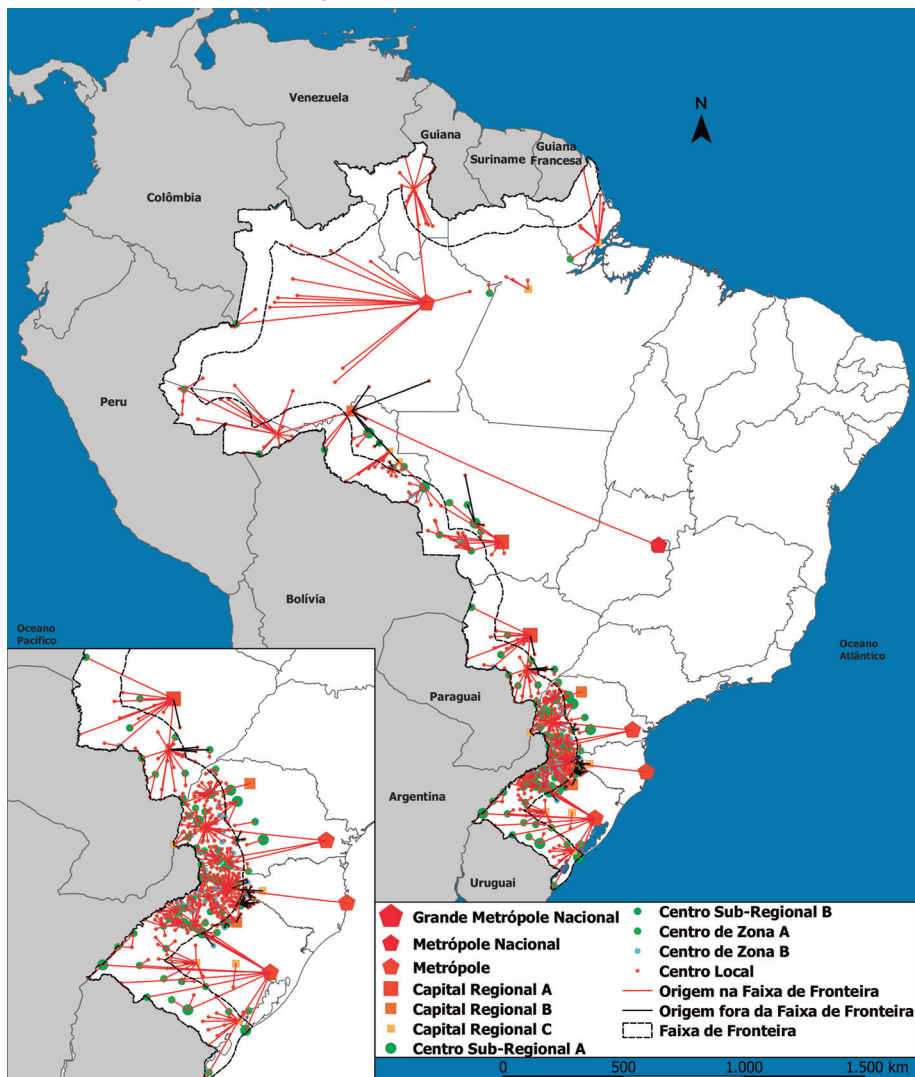 Venezuela
N
Guiana
Suriname
Guiana
Francesa
Colômbia
Peru
Bolívia
Oceano
Pacífico
Oceano
Atlântico
Paraguai
Argentina
Uruguai
Grande Metrópole Nacional
Metrópole Nacional
Metrópole
Capital Regional A
Capital Regional B
Capital Regional C
Centro Sub-Regional A
Centro Sub-Regional B
Centro de Zona A
Centro de Zona B
Centro Local
Origem na Faixa de Fronteira
Origem fora da Faixa de Fronteira
Faixa de Fronteira
0 500 1.000 1.500 km